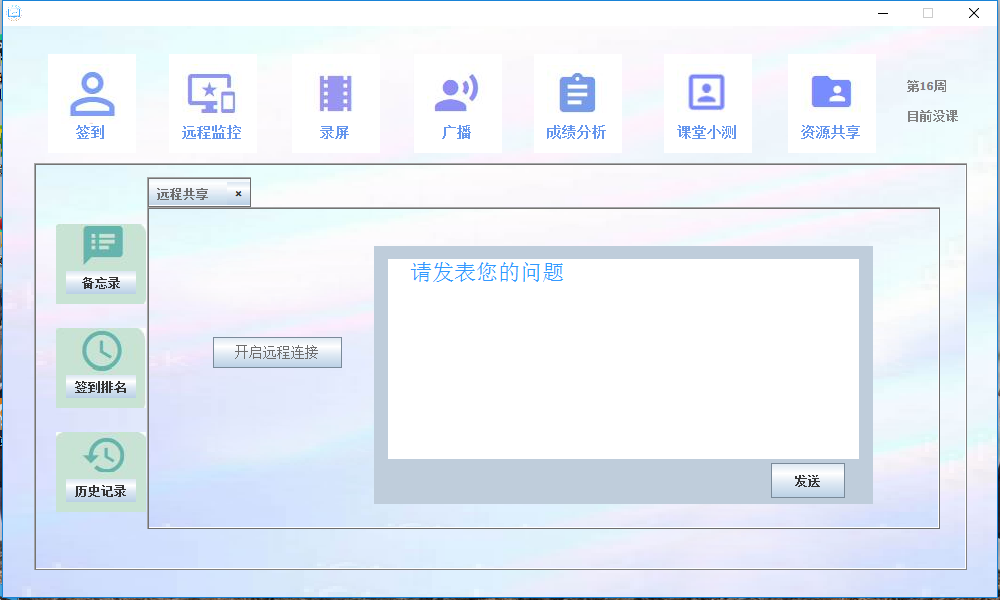 签到
远程监控
录屏
广播
成绩分析
课堂小测
资源共享
第16周
目前没课
远程共享 ×
备忘录
签到排名
历史记录
开启远程连接
请发表您的问题
发送